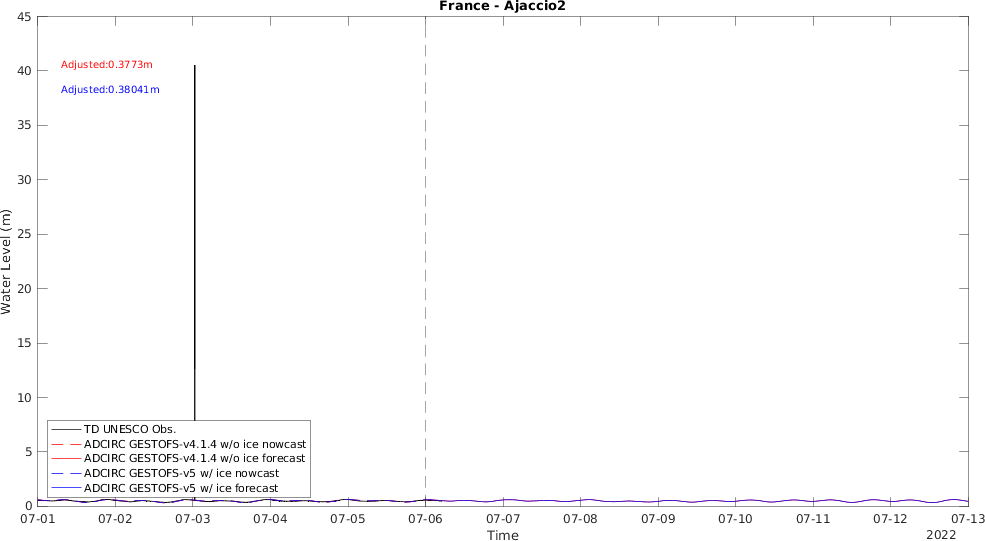 France - Ajaccio2
45
40
35
30
25
20
15
10
5
0
Water Level (m)
Adjusted:0.3773m
Adjusted:0.38041m
TD UNESCO Obs.
ADCIRC GESTOFS-v4.1.4 w/o ice nowcast
ADCIRC GESTOFS-v4.1.4 w/o ice forecast
ADCIRC GESTOFS-v5 w/ ice nowcast
ADCIRC GESTOFS-v5 w/ ice forecast
07-01 07-02 07-03 07-04 07-05 07-06 07-07 07-08 07-09 07-10 07-11 07-12 07-13
Time
2022